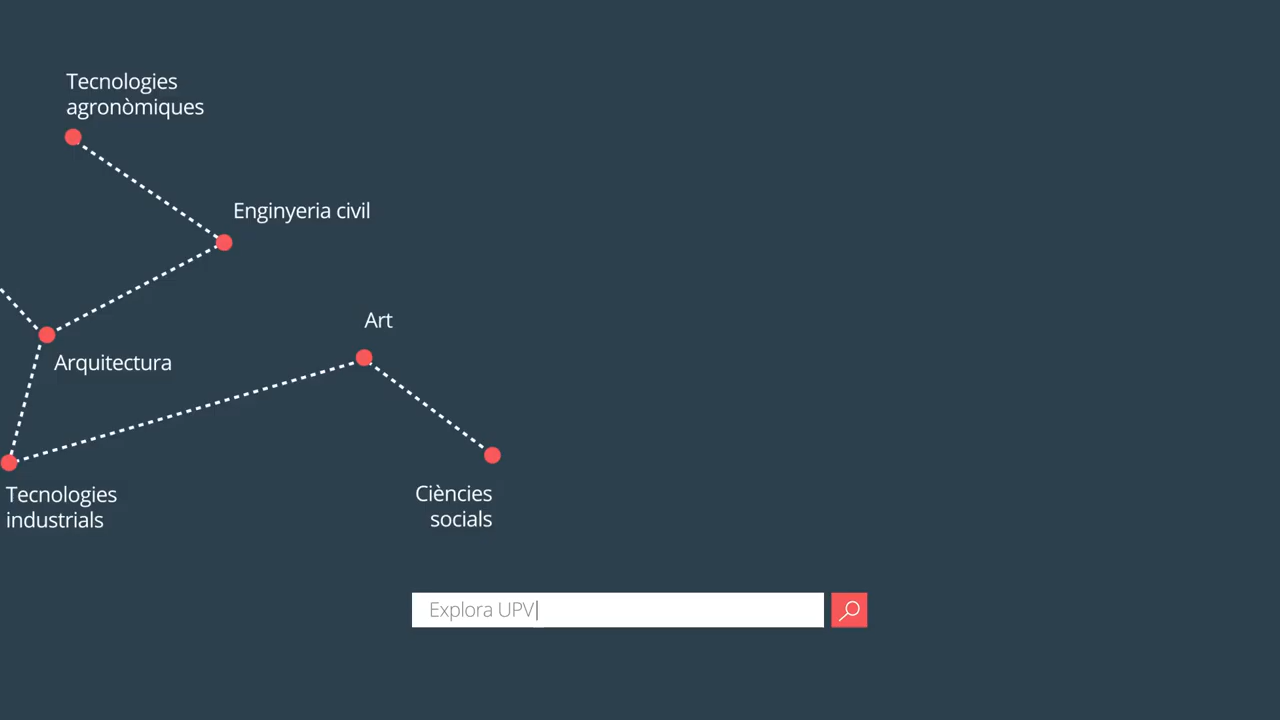 Tecnologies
agronòmiques
Enginyeria civil
Art
Arquitectura
Tecnologies
industrials
Ciències
socials
Explora UPV